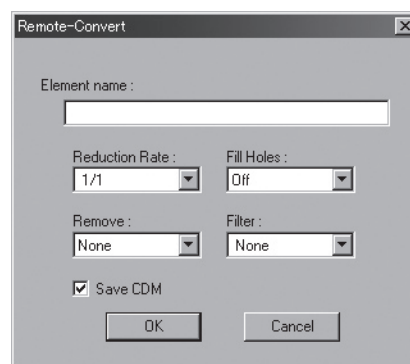 Remote-Convert
Element name :
Reduction Rate : Fill Holes :
1/1 Off
Remove : Filter :
None None
Save CDM
OK Cancel